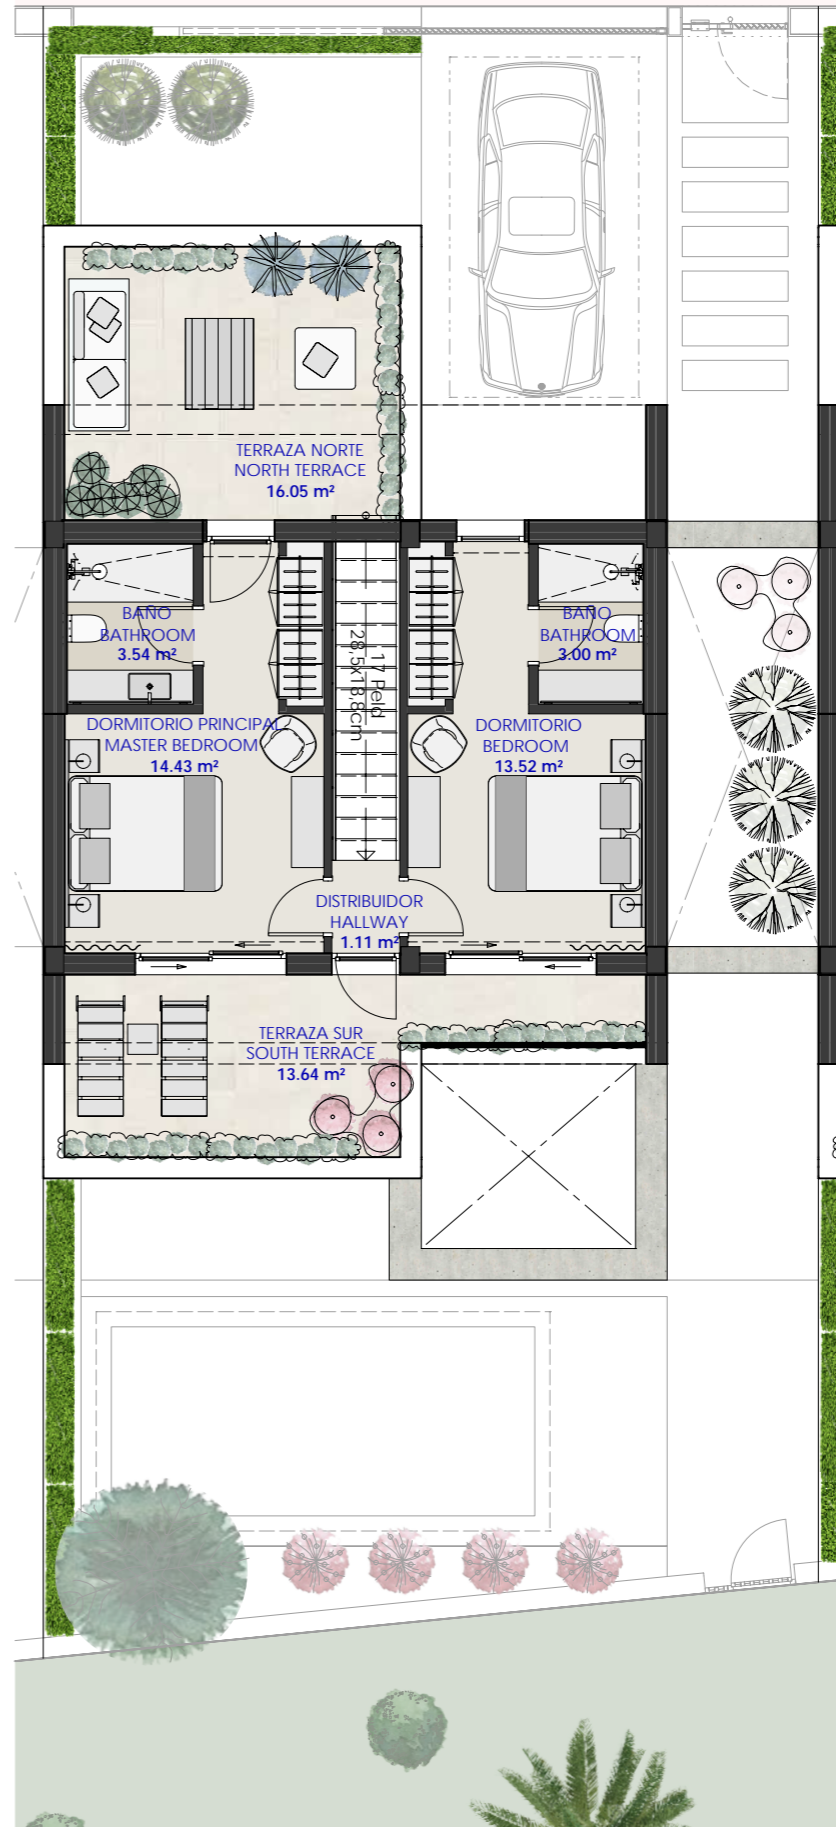 TERRAZA NORTE
NORTH TERRACE
16.05 m²
BAÑO
BATHROOM
3.54 m²
17 Peld
28,5x18,8cm
BAÑO
BATHROOM
3.00 m²
DORMITORIO PRINCIPAL
MASTER BEDROOM
14.43 m²
DORMITORIO
BEDROOM
13.52 m²
DISTRIBUIDOR
HALLWAY
1.11 m²
TERRAZA SUR
SOUTH TERRACE
13.64 m²